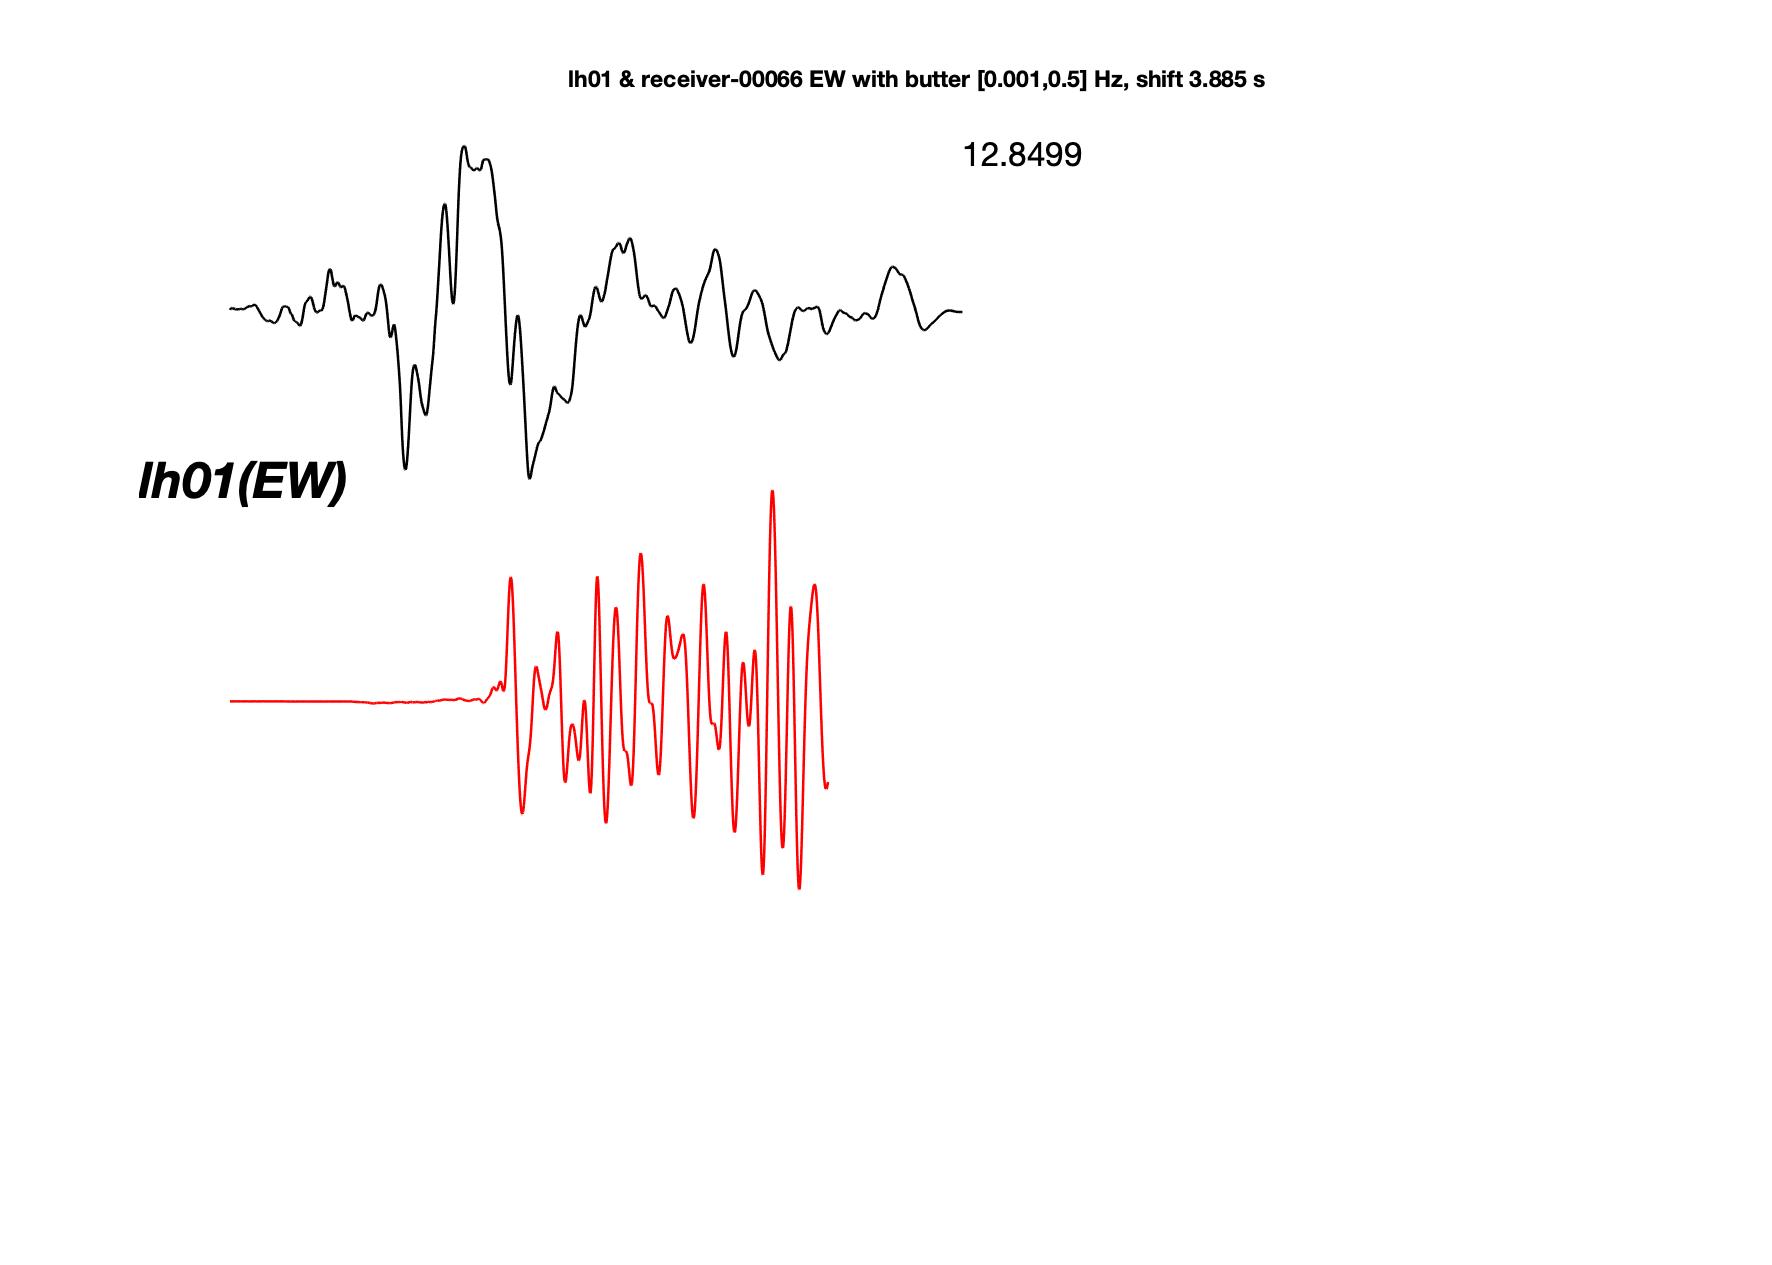 lh01 & receiver-00066 EW with butter [0.001,0.5] Hz, shift 3.885 s
12.8499
lh01(EW)